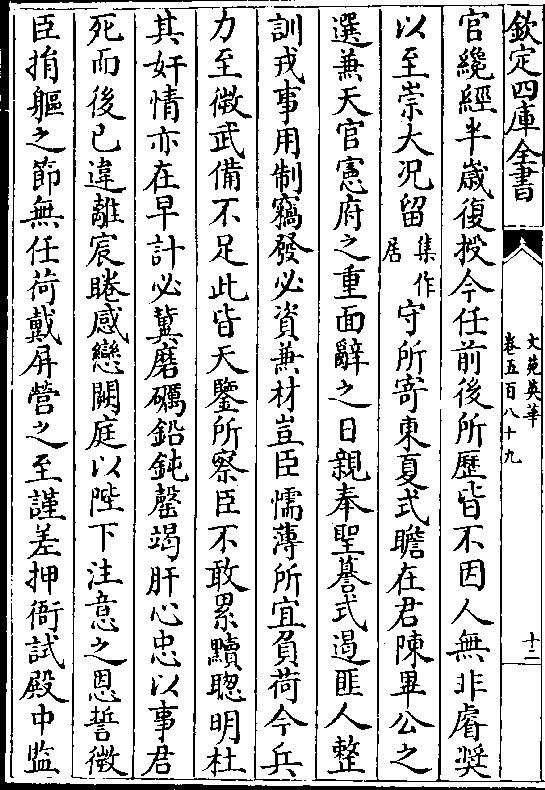 欽定四庫全書
文苑英華
卷五百八十九
十二
官纔經半歲復授今任前後所歷皆不因人無非睿奨
以至崇大况留集作居守所寄東夏式瞻在君陳畢公之
選兼天官憲府之重面辭之日親奉聖謩式遏匪人整
訓戎事用制竊發必資兼材豈臣懦薄所宜負荷今兵
力至微武備不足此皆天鑒所察臣不敢累黷聰明杜
其奸情亦在早計必冀磨礪鉛鈍罄竭肝心忠以事君
死而後已違離宸睠感戀闕庭以陛下注意之恩誓微
臣捐軀之節無任荷戴屏營之至謹差押衙試殿中監